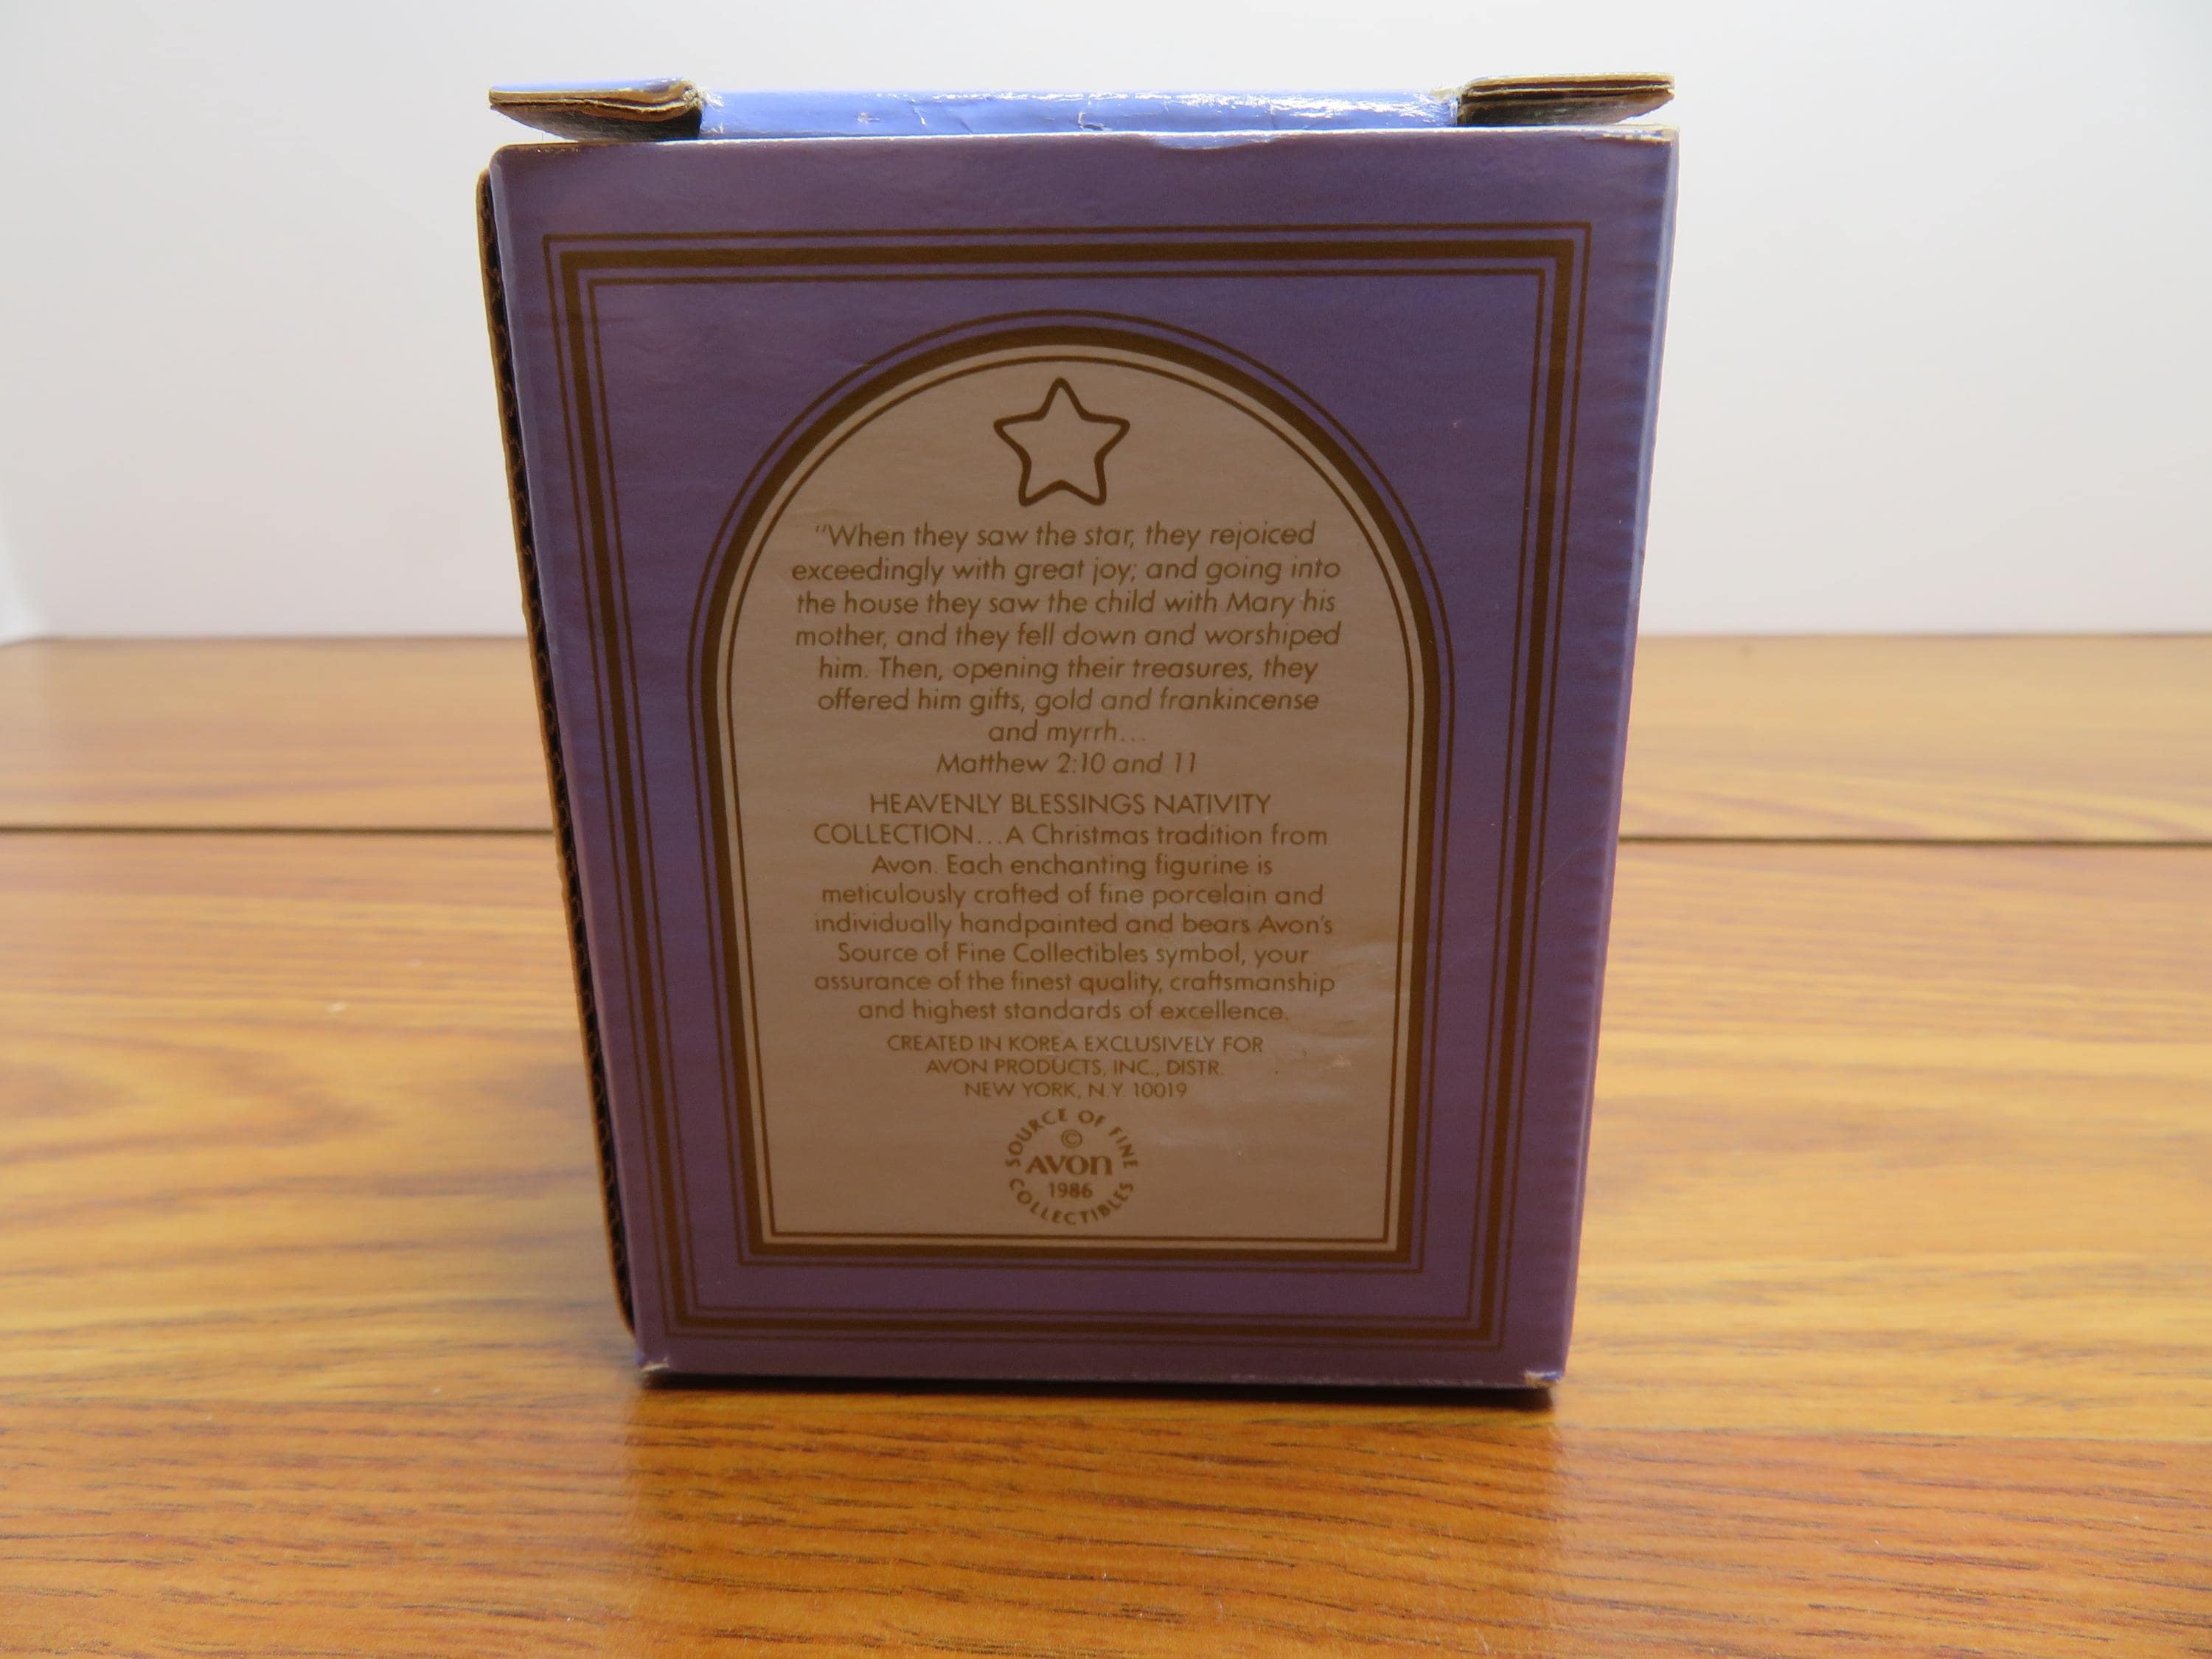 “When they saw the star, they rejoiced
exceedingly with great joy; and going into
the house they saw the child with Mary his
mother, and they fell down and worshiped
him. Then, opening their treasures, they
offered him gifts, gold and frankincense
and myrrh...
Matthew 2:10 and 11
HEAVENLY BLESSINGS NATIVITY
COLLECTION...A Christmas tradition from
Avon. Each enchanting figurine is
meticulously crafted of fine porcelain and
individually handpainted and bears Avon's
Source of Fine Collectibles symbol, your
assurance of the finest quality, craftsmanship
and highest standards of excellence.
CREATED IN KOREA EXCLUSIVELY FOR
AVON PRODUCTS, INC., DISTR.
NEW YORK, N.Y. 10019
SOURCE OF FINE
©
AVON
1986
COLLECTIBLES